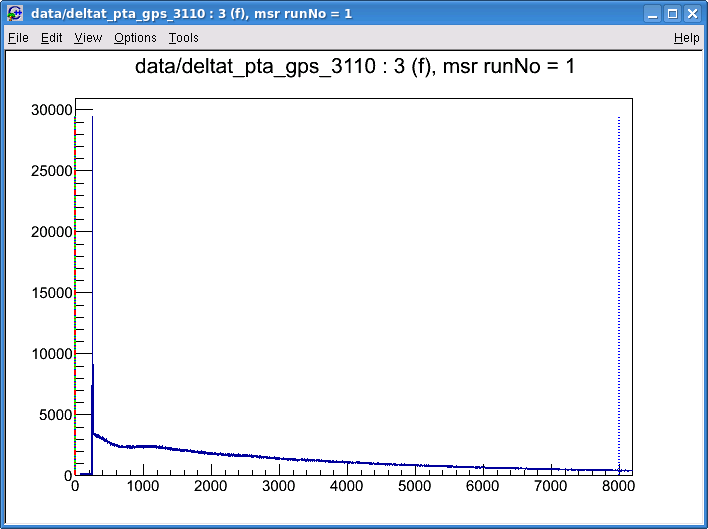 data/deltat_pta_gps_3110 : 3 (f), msr runNo = 1
File Edit View Options Tools Help
data/deltat_pta_gps_3110 : 3 (f), msr runNo = 1
30000
25000
20000
15000
10000
5000
0
0 1000 2000 3000 4000 5000 6000 7000 8000